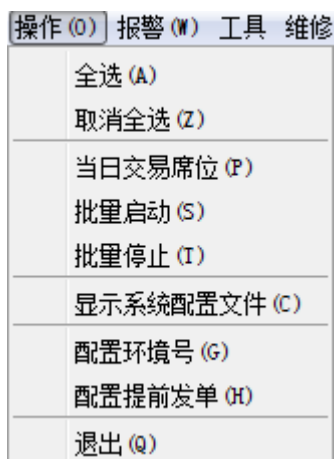 操作(O) 报警(W) 工具 维修
全选(A)
取消全选(Z)
当日交易席位(P)
批量启动(S)
批量停止(T)
显示系统配置文件(C)
配置环境号(G)
配置提前发单(H)
退出(Q)